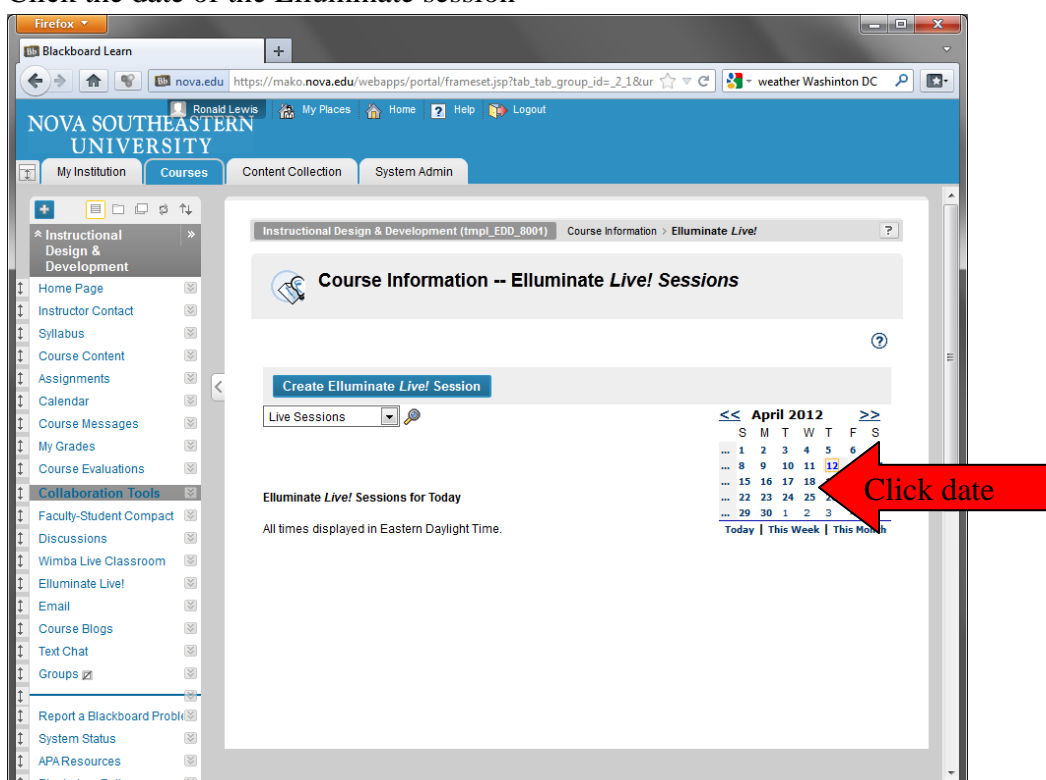 Click the date of the Elluminate session
Firefox
Blackboard Learn
nova.edu https://mako.nova.edu/webapps/portal/frameset.jsp?tab_tab_group_id=_2_1&ur
weather Washinton DC
Ronald Lewis My Places Home Help Logout
NOVA SOUTHEASTERN
UNIVERSITY
My Institution Courses Content Collection System Admin
Instructional
Design &
Development
Home Page
Instructor Contact
Syllabus
Course Content
Assignments
Calendar
Course Messages
My Grades
Course Evaluations
Collaboration Tools
Faculty-Student Compact
Discussions
Wimba Live Classroom
Elluminate Live!
Email
Course Blogs
Text Chat
Groups
Report a Blackboard Proble
System Status
APA Resources
Instructional Design & Development (tmpl_EDD_8001) Course Information > Elluminate Live! ?
Course Information -- Elluminate Live! Sessions
?
Create Elluminate Live! Session
Live Sessions
<< April 2012 >>
S M T W T F S
... 1 2 3 4 5 6
... 8 9 10 11 12
... 15 16 17 18
... 22 23 24 25
... 29 30 1 2 3
Today | This Week | This Month
Click date
Elluminate Live! Sessions for Today
All times displayed in Eastern Daylight Time.